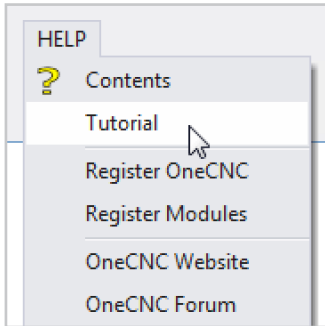 HELP
Contents
Tutorial
Register OneCNC
Register Modules
OneCNC Website
OneCNC Forum